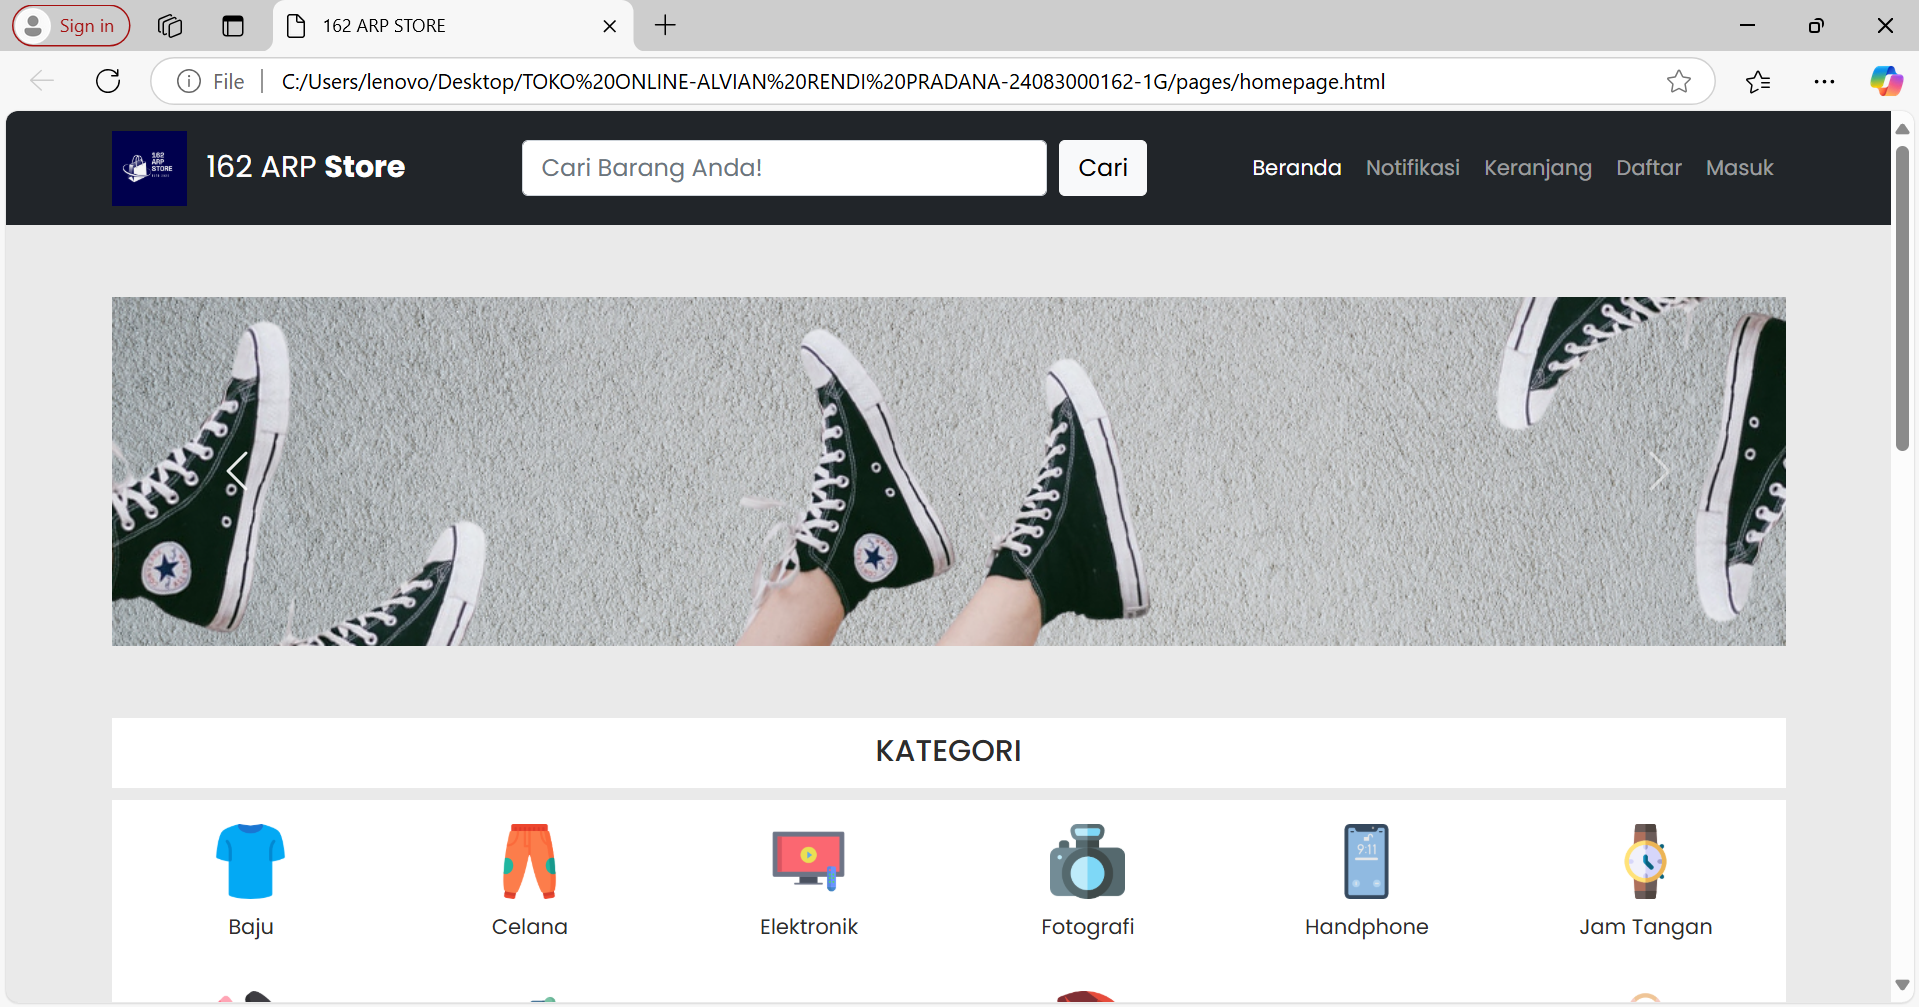 Sign in
162 ARP STORE
File
C:/Users/lenovo/Desktop/TOKO%20ONLINE-ALVIAN%20RENDI%20PRADANA-24083000162-1G/pages/homepage.html
162
ARP
STORE
162 ARP Store
Cari Barang Anda!
Cari
Beranda
Notifikasi
Keranjang
Daftar
Masuk
KATEGORI
9:11
Baju
Celana
Elektronik
Fotografi
Handphone
Jam Tangan